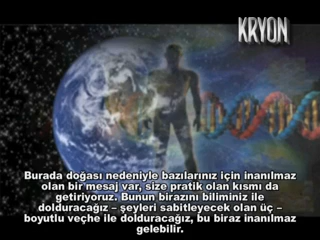 KRYON
Burada doğası nedeniyle bazılarınız için inanılmaz
olan bir mesaj var, size pratik olan kısmı da
getiriyoruz. Bunun birazını biliminiz ile
dolduracağız – şeyleri sabitleyecek olan üç –
boyutlu veçhe ile dolduracağız, bu biraz inanılmaz
gelebilir.